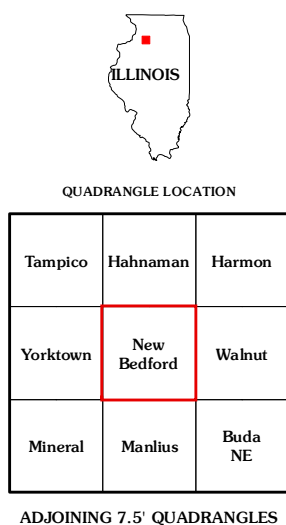 ILLINOIS
QUADRANGLE LOCATION
Tampico Hahnaman Harmon
Yorktown New Bedford Walnut
Mineral Manlius Buda NE
ADJOINING 7.5' QUADRANGLES